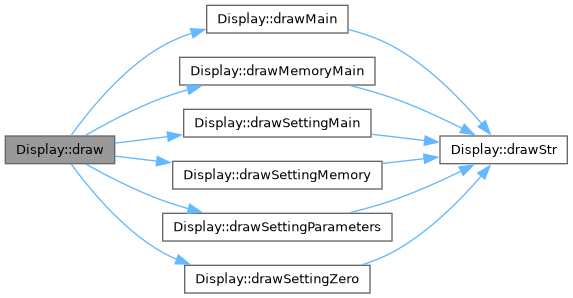 Display::draw
Display::drawMain
Display::drawMemoryMain
Display::drawSettingMain
Display::drawSettingMemory
Display::drawSettingParameters
Display::drawSettingZero
Display::drawStr